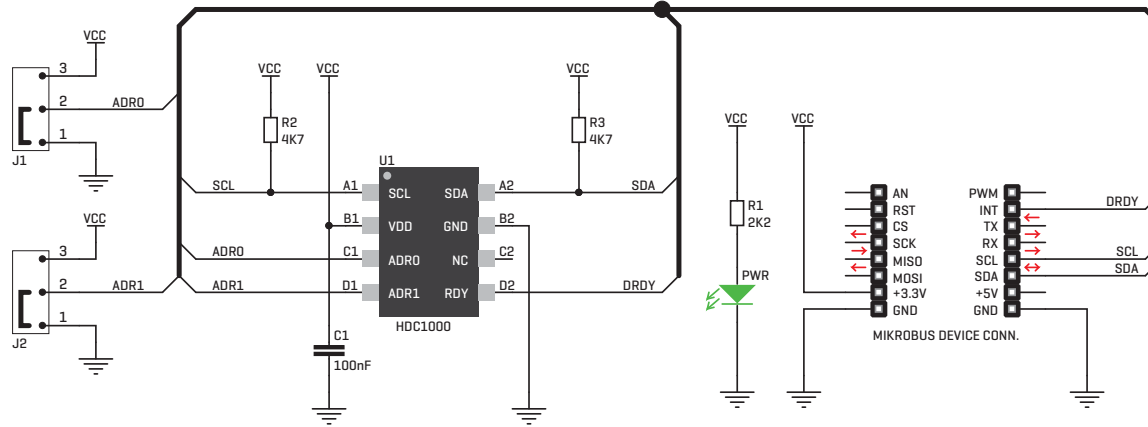 VCC
3
2 ADR0
1
J1
VCC
3
2 ADR1
1
J2
VCC
R2
4K7
VCC
VCC
R3
4K7
U1
SCL A1 SCL SDA A2 SDA
B1 VDD GND B2
ADR0 C1 ADR0 NC C2
ADR1 D1 ADR1 RDY D2 DRDY
HDC1000
C1
100nF
VCC
R1
2K2
PWR
VCC
AN PWM
RST INT DRDY
CS TX
SCK RX
MISO SCL SCL
MOSI SDA SDA
+3.3V +5V
GND GND
MIKROBUS DEVICE CONN.